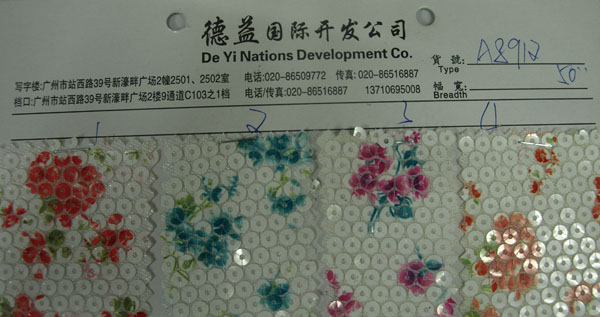 德益国际开发公司
De Yi Nations Development Co.
貨 號: A8912
Type
写字楼:广州市站西路39号新濠畔广场2幢2501、2502室 电话:020-86509772 传真:020-86516887
幅 宽: 50"
Breadth
档口:广州市站西路39号新濠畔广场2楼9通道C103之1档 电话/传真:020-86516887 13710695008
1 2 3 4